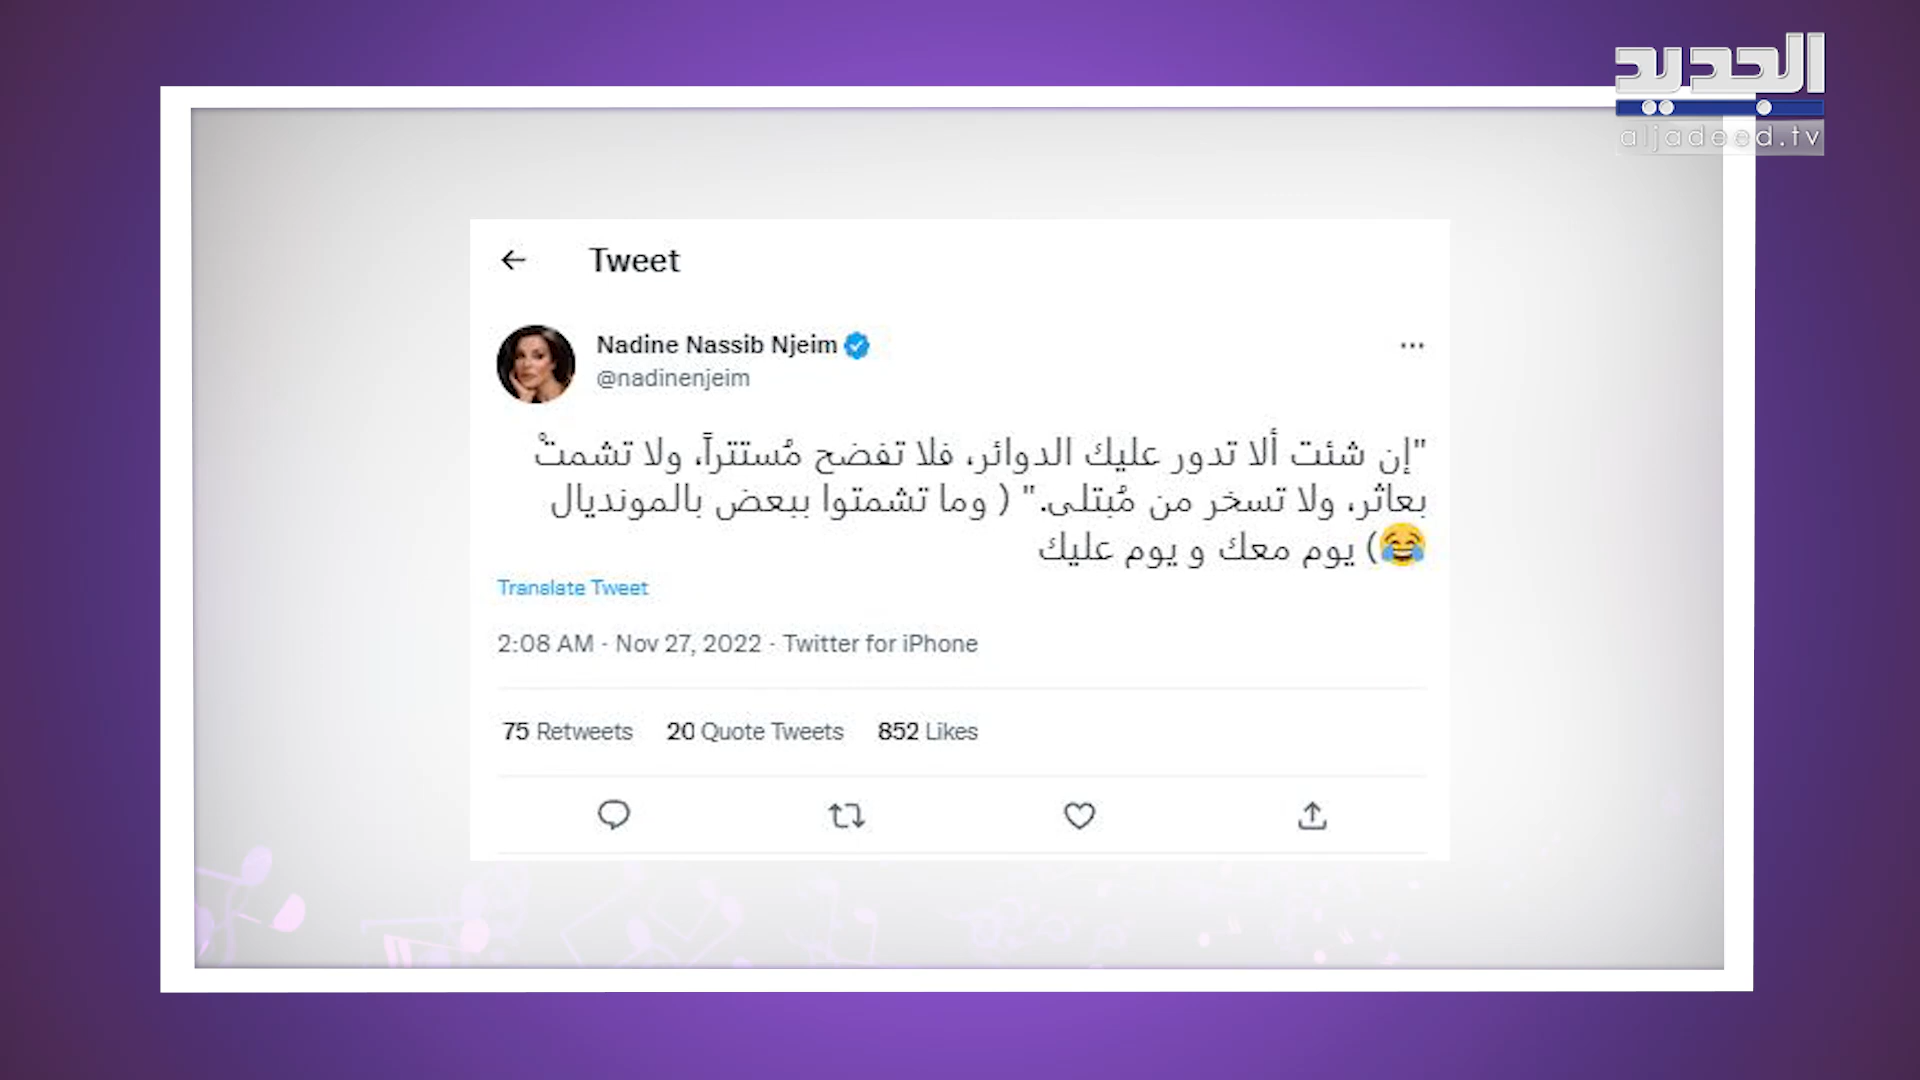 الجديد
aljadeed.tv
Tweet
Nadine Nassib Njeim
@nadinenjeim
"إن شئت ألا تدور عليك الدوائر، فلا تفضح مُستتراً، ولا تشمتْ
بعاثر، ولا تسخر من مُبتلى." ( وما تشمتوا ببعض بالمونديال
😂) يوم معك و يوم عليك
Translate Tweet
2:08 AM · Nov 27, 2022 · Twitter for iPhone
75 Retweets 20 Quote Tweets 852 Likes